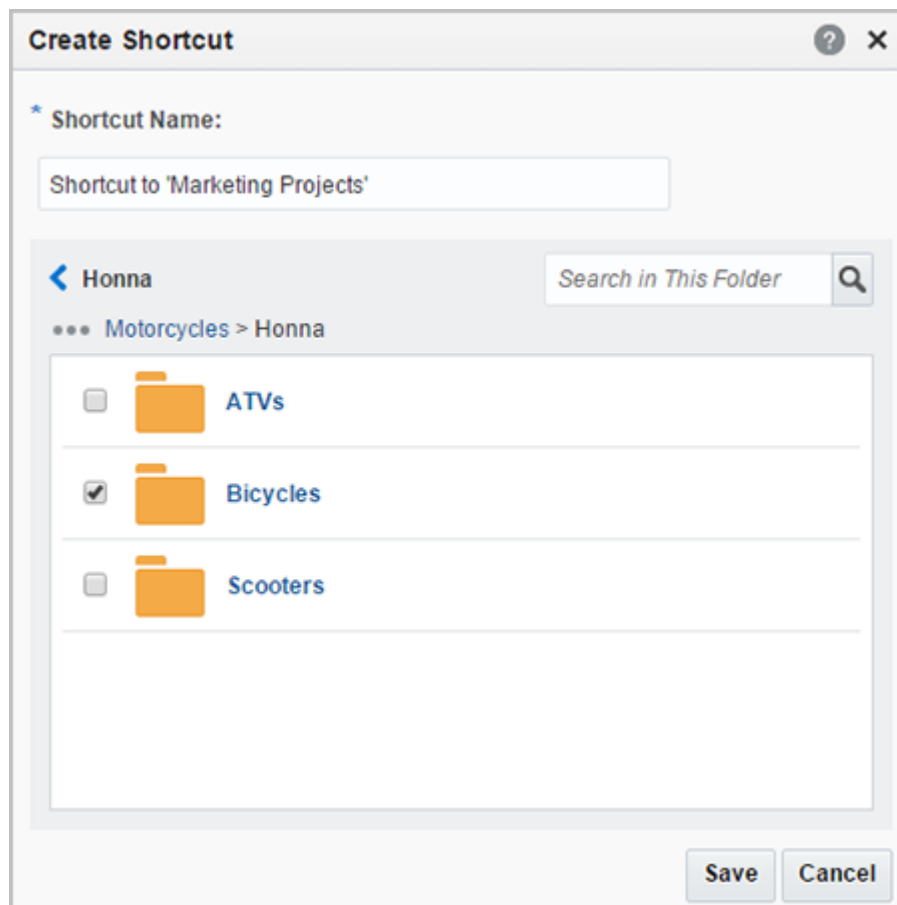 Create Shortcut ? ×
* Shortcut Name:
Shortcut to 'Marketing Projects'
Honna Search in This Folder
••• Motorcycles > Honna
ATVs
Bicycles
Scooters
Save Cancel